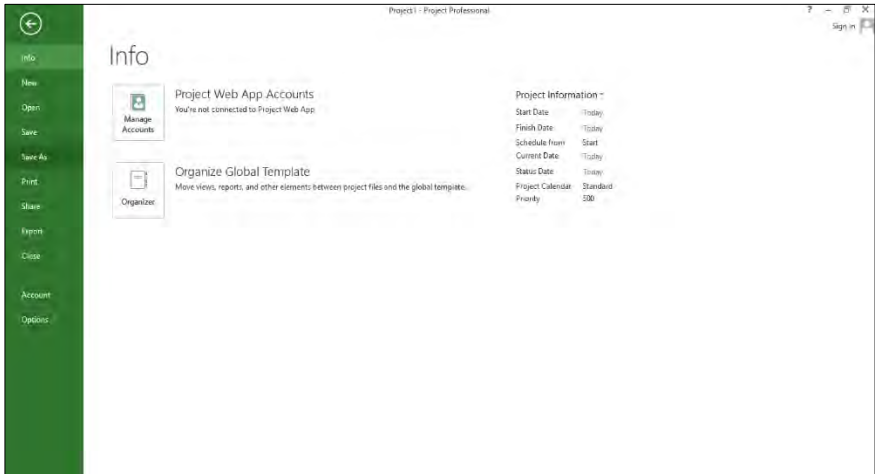 Project1 - Project Professional
? – X
Sign in
Info
New
Open
Save
Save As
Print
Share
Export
Close
Account
Options
Info
Manage
Accounts
Project Web App Accounts
You're not connected to Project Web App
Organizer
Organize Global Template
Move views, reports, and other elements between project files and the global template.
Project Information
Start Date Today
Finish Date Today
Schedule from Start
Current Date Today
Status Date Today
Project Calendar Standard
Priority 500